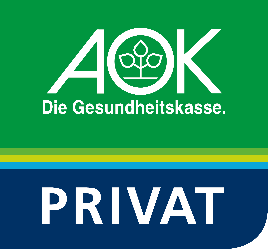 AOK
Die Gesundheitskasse.
PRIVAT